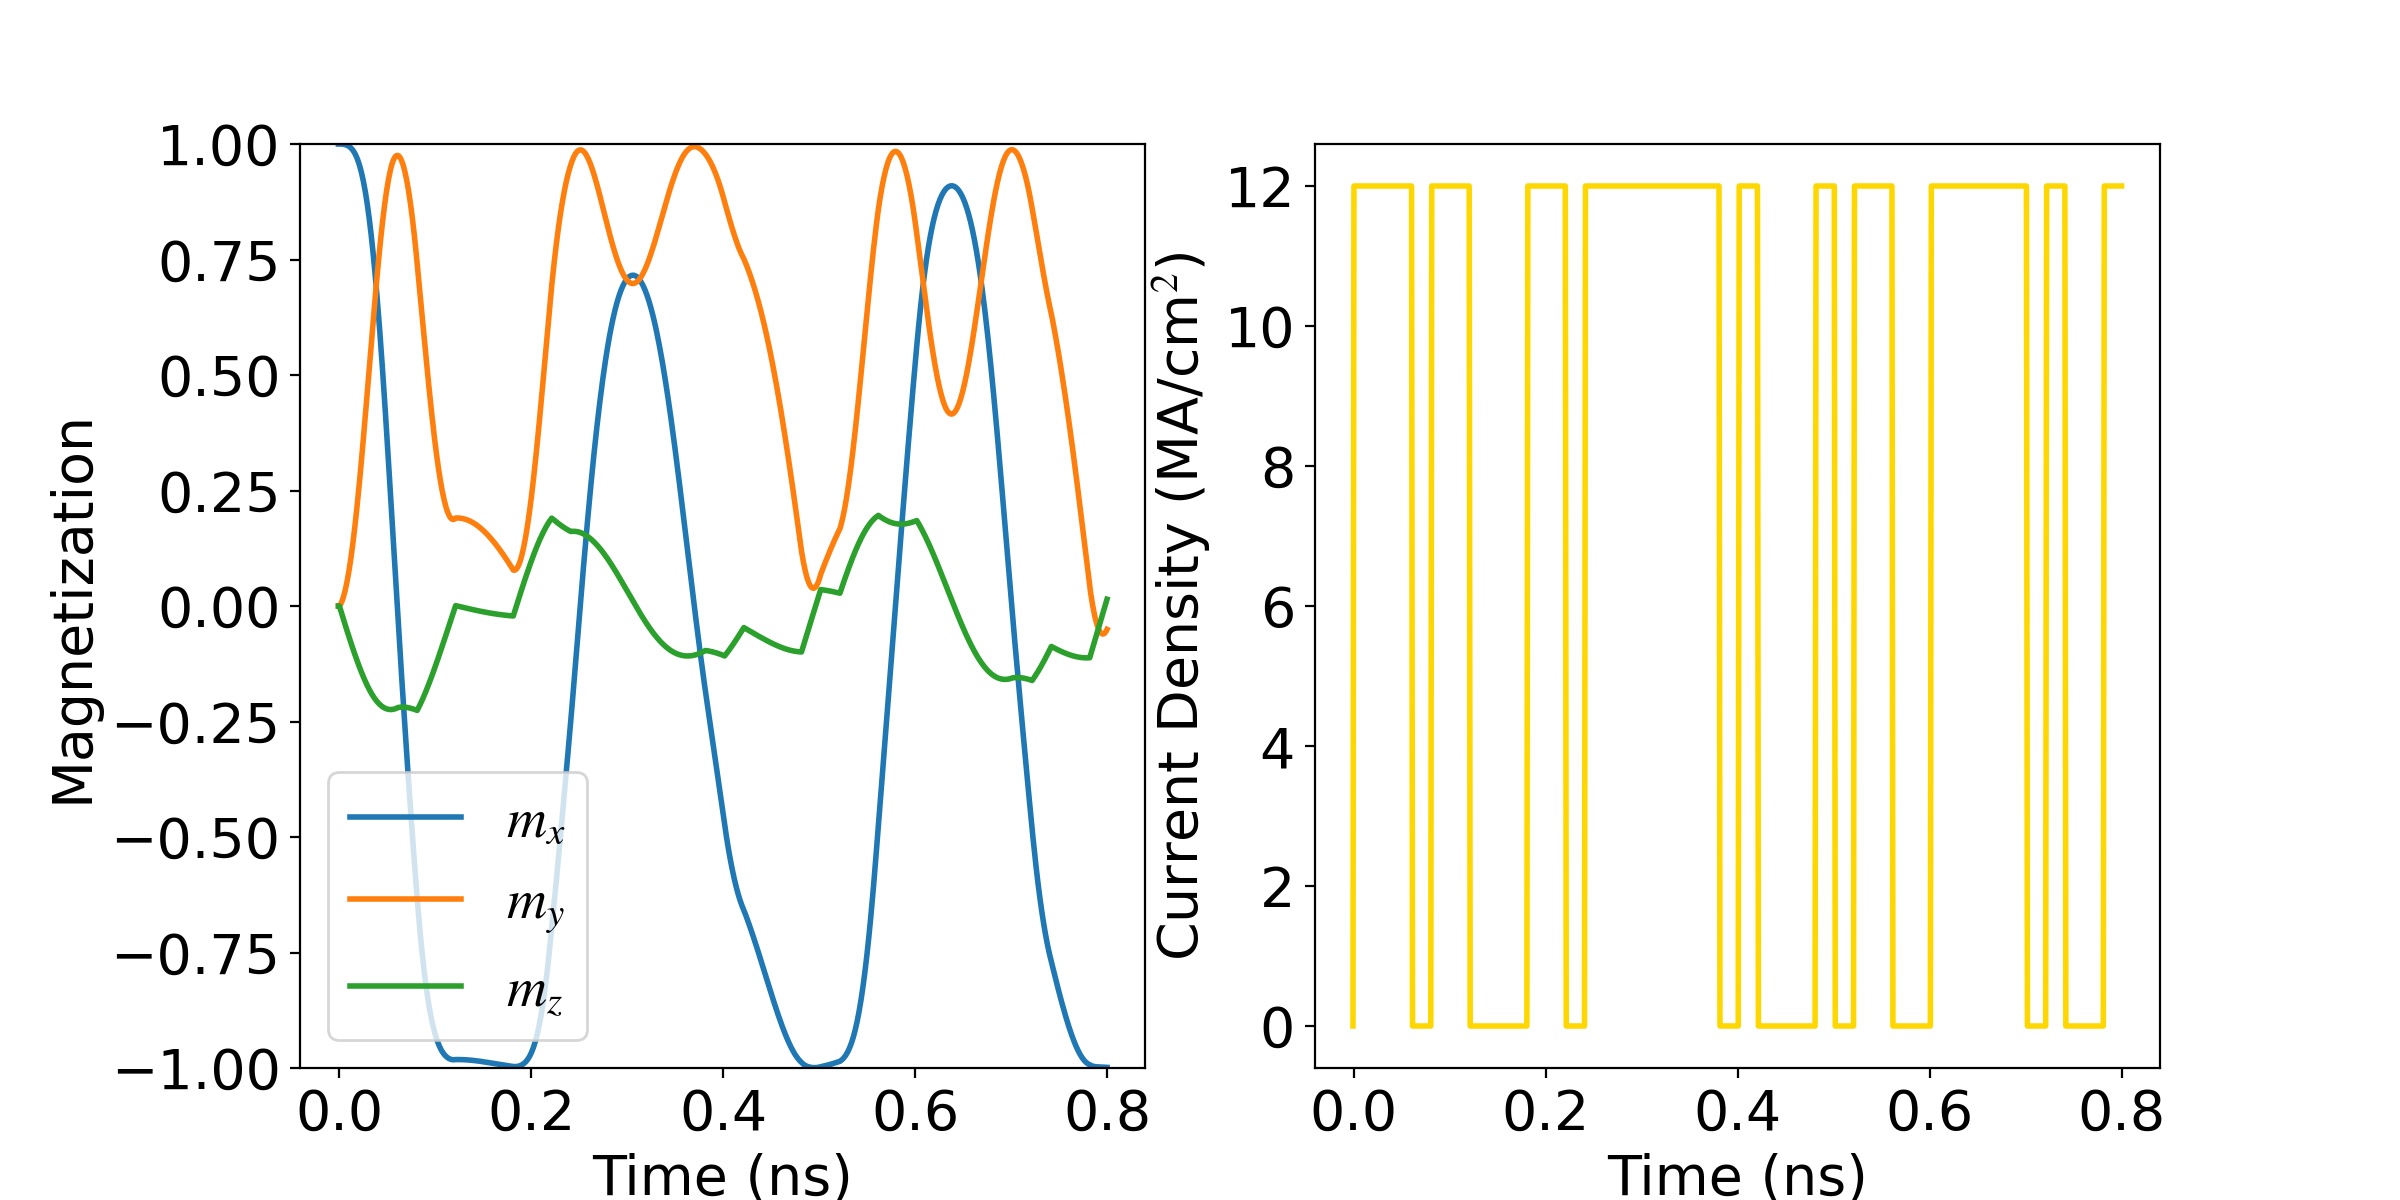 Magnetization
1.00
0.75
0.50
0.25
0.00
−0.25
−0.50
−0.75
−1.00
0.0 0.2 0.4 0.6 0.8
Time (ns)
m_x
m_y
m_z
Current Density (MA/cm²)
12
10
8
6
4
2
0
0.0 0.2 0.4 0.6 0.8
Time (ns)